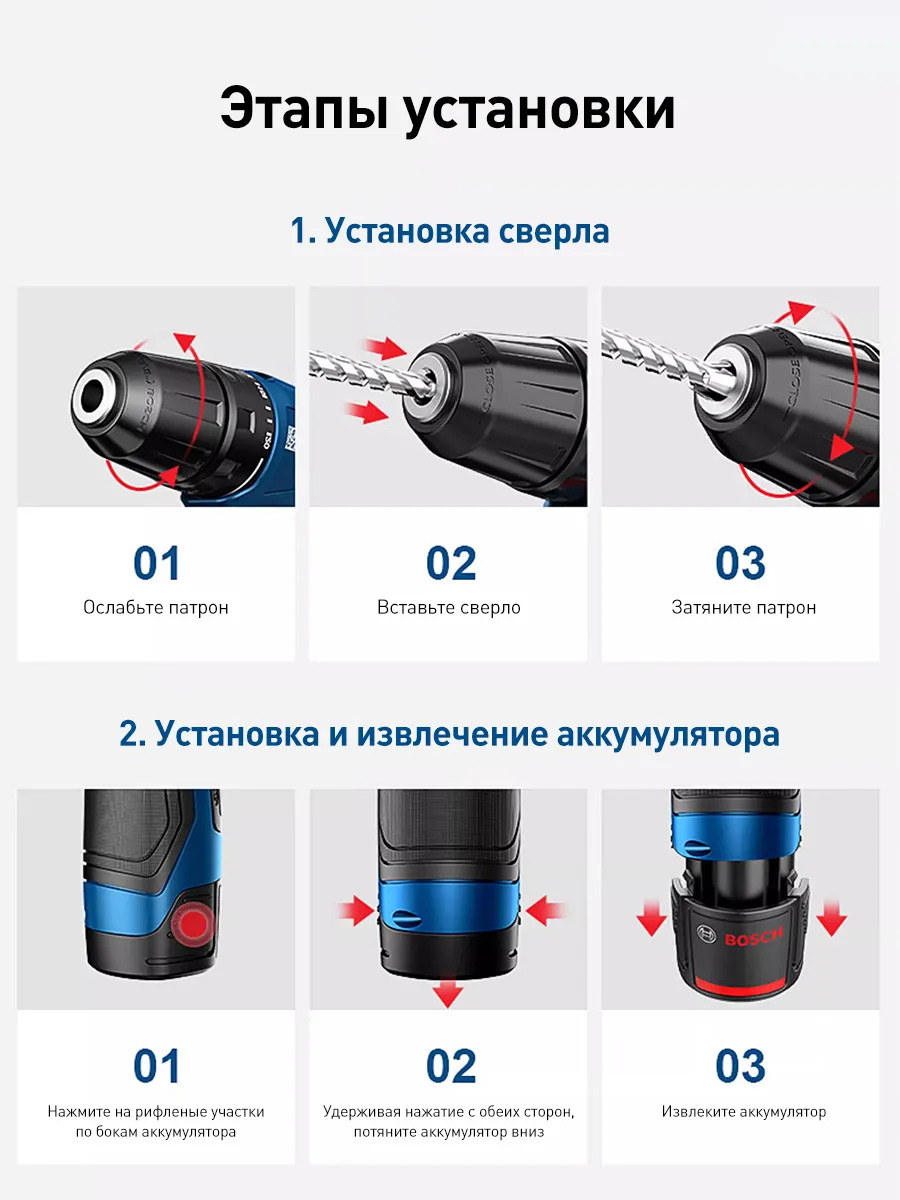 Этапы установки
1. Установка сверла
CLOSE
CLOSE
01
02
03
Ослабьте патрон
Вставьте сверло
Затяните патрон
2. Установка и извлечение аккумулятора
BOSCH
01
02
03
Нажмите на рифленые участки
по бокам аккумулятора
Удерживая нажатие с обеих сторон,
потяните аккумулятор вниз
Извлеките аккумулятор